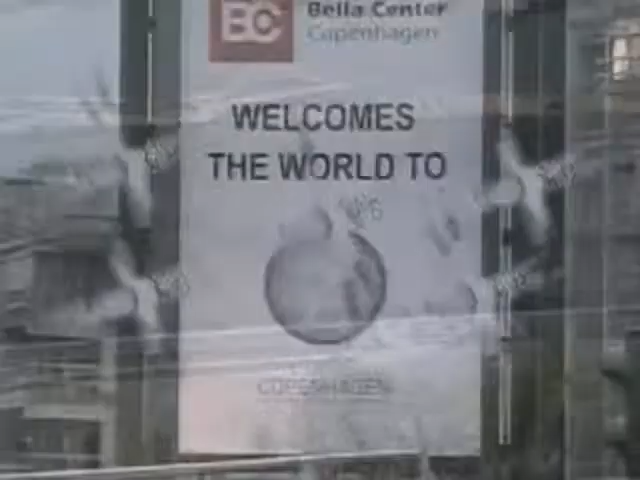 BC
Bella Center
Copenhagen
WELCOMES
THE WORLD TO
COPENHAGEN